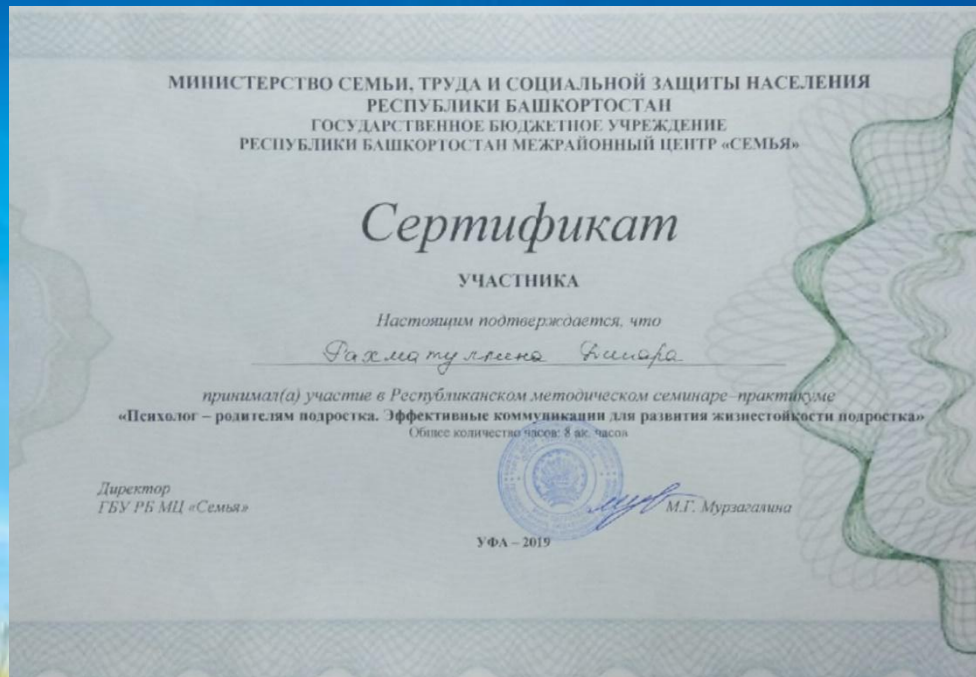 МИНИСТЕРСТВО СЕМЬИ, ТРУДА И СОЦИАЛЬНОЙ ЗАЩИТЫ НАСЕЛЕНИЯ
РЕСПУБЛИКИ БАШКОРТОСТАН
ГОСУДАРСТВЕННОЕ БЮДЖЕТНОЕ УЧРЕЖДЕНИЕ
РЕСПУБЛИКИ БАШКОРТОСТАН МЕЖРАЙОННЫЙ ЦЕНТР «СЕМЬЯ»
Сертификат
УЧАСТНИКА
Настоящим подтверждается, что
Рахматуллина Динара
принимал(а) участие в Республиканском методическом семинаре–практикуме
«Психолог – родителям подростка. Эффективные коммуникации для развития жизнестойкости подростка»
Общее количество часов: 8 ак. часов
Директор
ГБУ РБ МЦ «Семья» М.Г. Мурзагалина
УФА – 2019